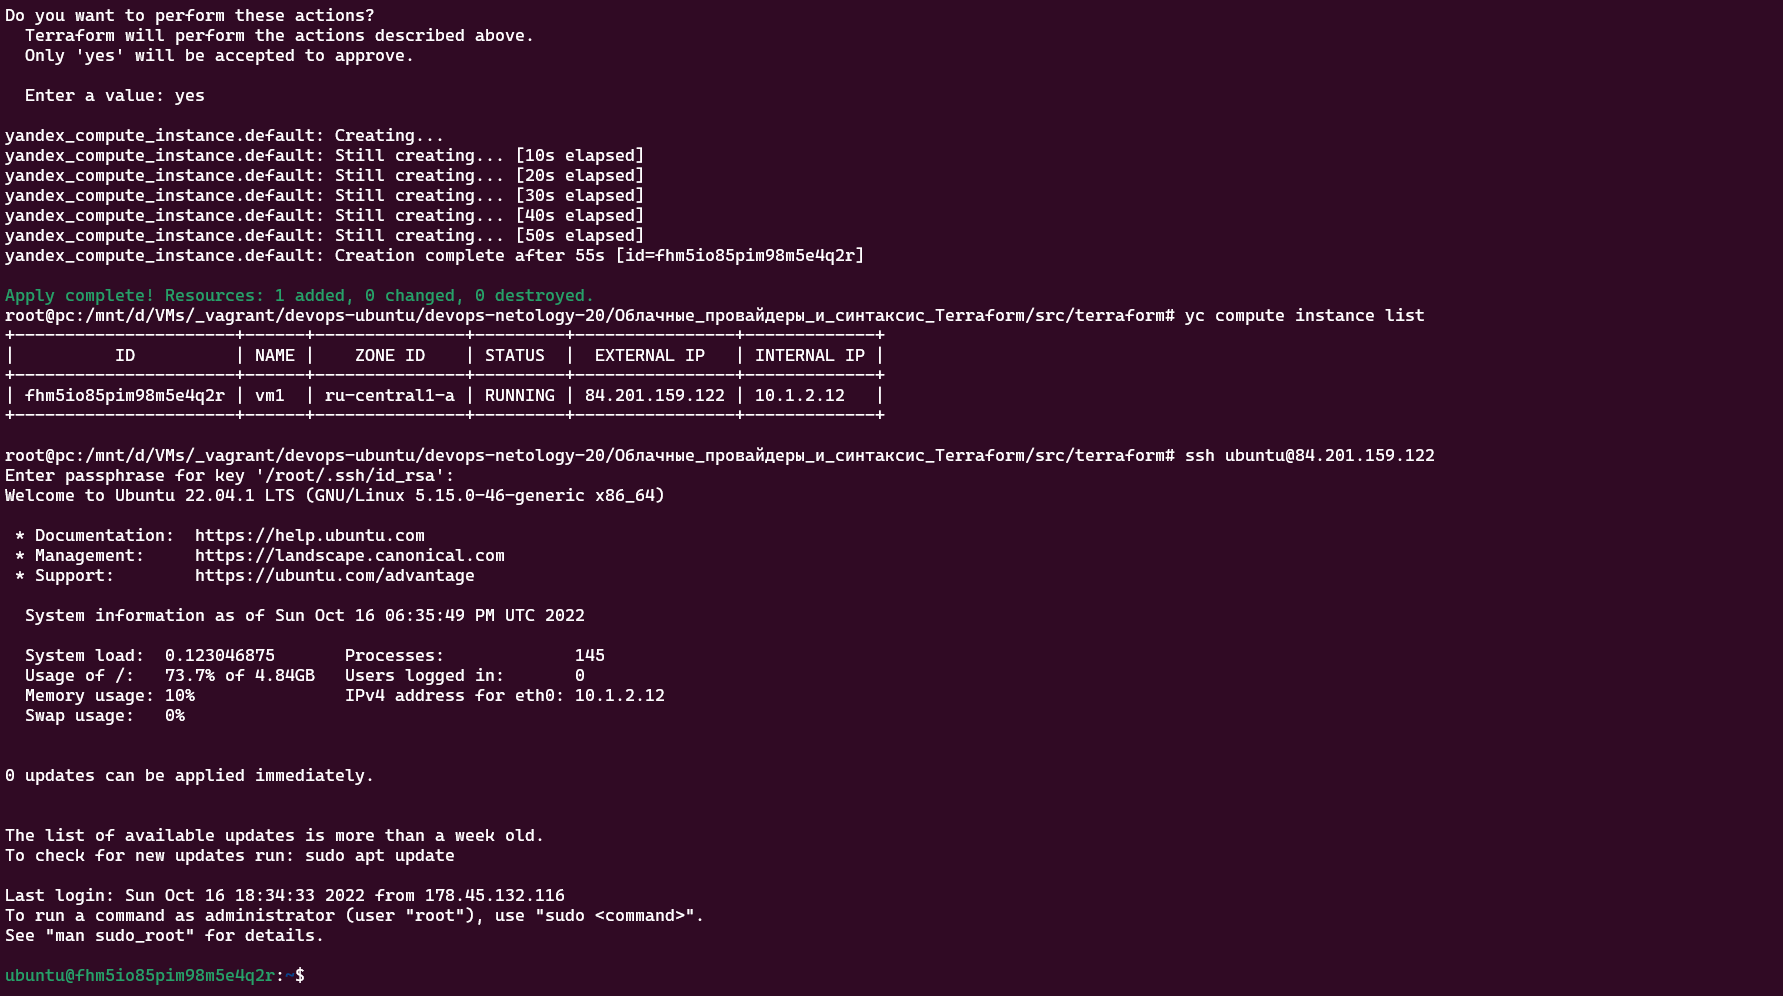 Do you want to perform these actions?
  Terraform will perform the actions described above.
  Only 'yes' will be accepted to approve.

  Enter a value: yes

yandex_compute_instance.default: Creating...
yandex_compute_instance.default: Still creating... [10s elapsed]
yandex_compute_instance.default: Still creating... [20s elapsed]
yandex_compute_instance.default: Still creating... [30s elapsed]
yandex_compute_instance.default: Still creating... [40s elapsed]
yandex_compute_instance.default: Still creating... [50s elapsed]
yandex_compute_instance.default: Creation complete after 55s [id=fhm5io85pim98m5e4q2r]

Apply complete! Resources: 1 added, 0 changed, 0 destroyed.
root@pc:/mnt/d/VMs/_vagrant/devops-ubuntu/devops-netology-20/Облачные_провайдеры_и_синтаксис_Terraform/src/terraform# yc compute instance list
+----------------------+------+---------------+---------+----------------+-------------+
|          ID          | NAME |    ZONE ID    | STATUS  |  EXTERNAL IP   | INTERNAL IP |
+----------------------+------+---------------+---------+----------------+-------------+
| fhm5io85pim98m5e4q2r | vm1  | ru-central1-a | RUNNING | 84.201.159.122 | 10.1.2.12   |
+----------------------+------+---------------+---------+----------------+-------------+

root@pc:/mnt/d/VMs/_vagrant/devops-ubuntu/devops-netology-20/Облачные_провайдеры_и_синтаксис_Terraform/src/terraform# ssh ubuntu@84.201.159.122
Enter passphrase for key '/root/.ssh/id_rsa':
Welcome to Ubuntu 22.04.1 LTS (GNU/Linux 5.15.0-46-generic x86_64)

 * Documentation:  https://help.ubuntu.com
 * Management:     https://landscape.canonical.com
 * Support:        https://ubuntu.com/advantage

  System information as of Sun Oct 16 06:35:49 PM UTC 2022

  System load:  0.123046875       Processes:             145
  Usage of /:   73.7% of 4.84GB   Users logged in:       0
  Memory usage: 10%               IPv4 address for eth0: 10.1.2.12
  Swap usage:   0%


0 updates can be applied immediately.


The list of available updates is more than a week old.
To check for new updates run: sudo apt update

Last login: Sun Oct 16 18:34:33 2022 from 178.45.132.116
To run a command as administrator (user "root"), use "sudo <command>".
See "man sudo_root" for details.

ubuntu@fhm5io85pim98m5e4q2r:~$